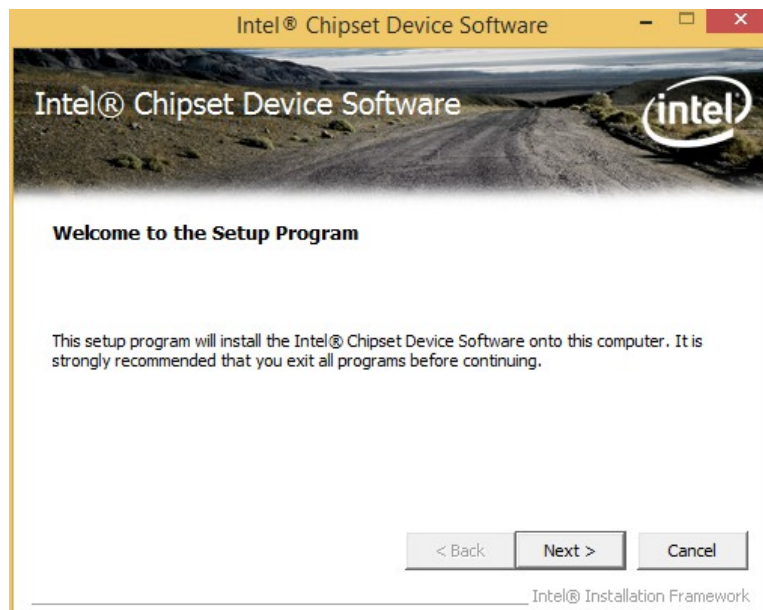 Intel® Chipset Device Software
Intel® Chipset Device Software
intel
Welcome to the Setup Program
This setup program will install the Intel® Chipset Device Software onto this computer. It is
strongly recommended that you exit all programs before continuing.
< Back Next > Cancel
Intel® Installation Framework